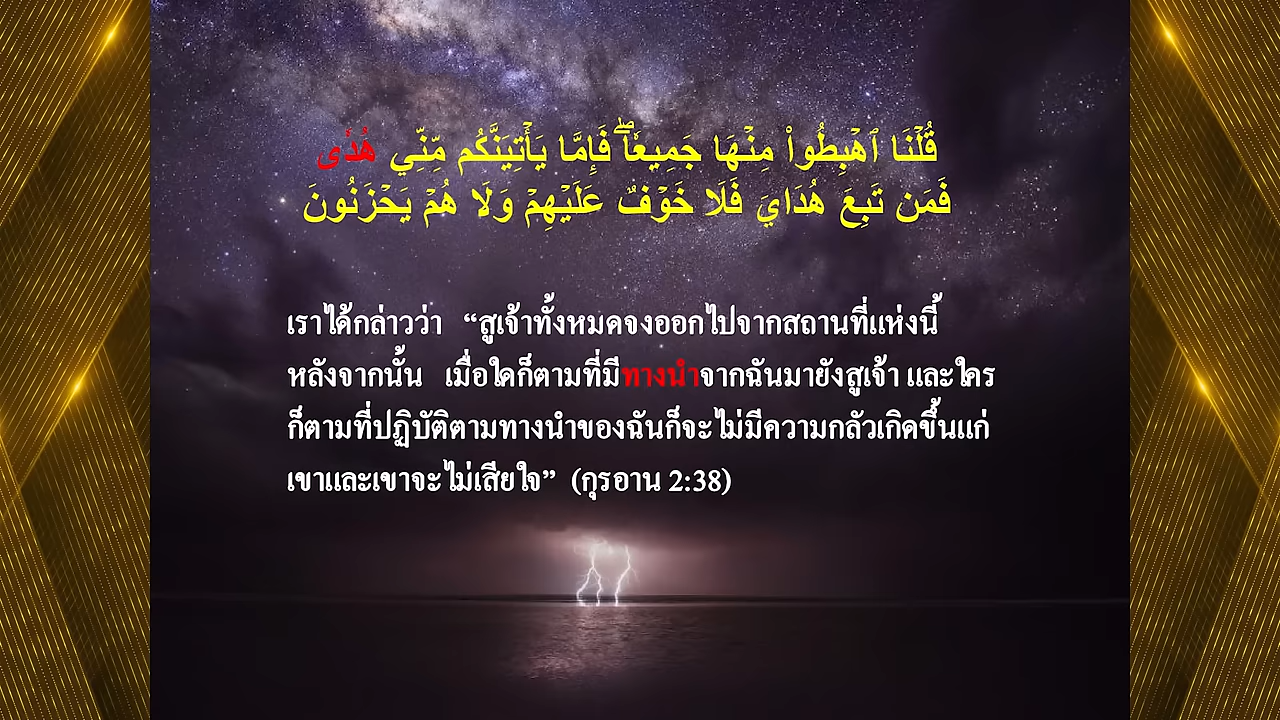 قُلْنَا ٱهْبِطُوا۟ مِنْهَا جَمِيعًۭا ۖ فَإِمَّا يَأْتِيَنَّكُم مِّنِّي هُدًۭى
فَمَن تَبِعَ هُدَايَ فَلَا خَوْفٌ عَلَيْهِمْ وَلَا هُمْ يَحْزَنُونَ
เราได้กล่าวว่า “สูเจ้าทั้งหมดจงออกไปจากสถานที่แห่งนี้
หลังจากนั้น เมื่อใดก็ตามที่มีทางนำจากฉันมายังสูเจ้า และใคร
ก็ตามที่ปฏิบัติตามทางนำของฉันก็จะไม่มีความกลัวเกิดขึ้นแก่
เขาและเขาจะไม่เสียใจ” (กุรอาน 2:38)